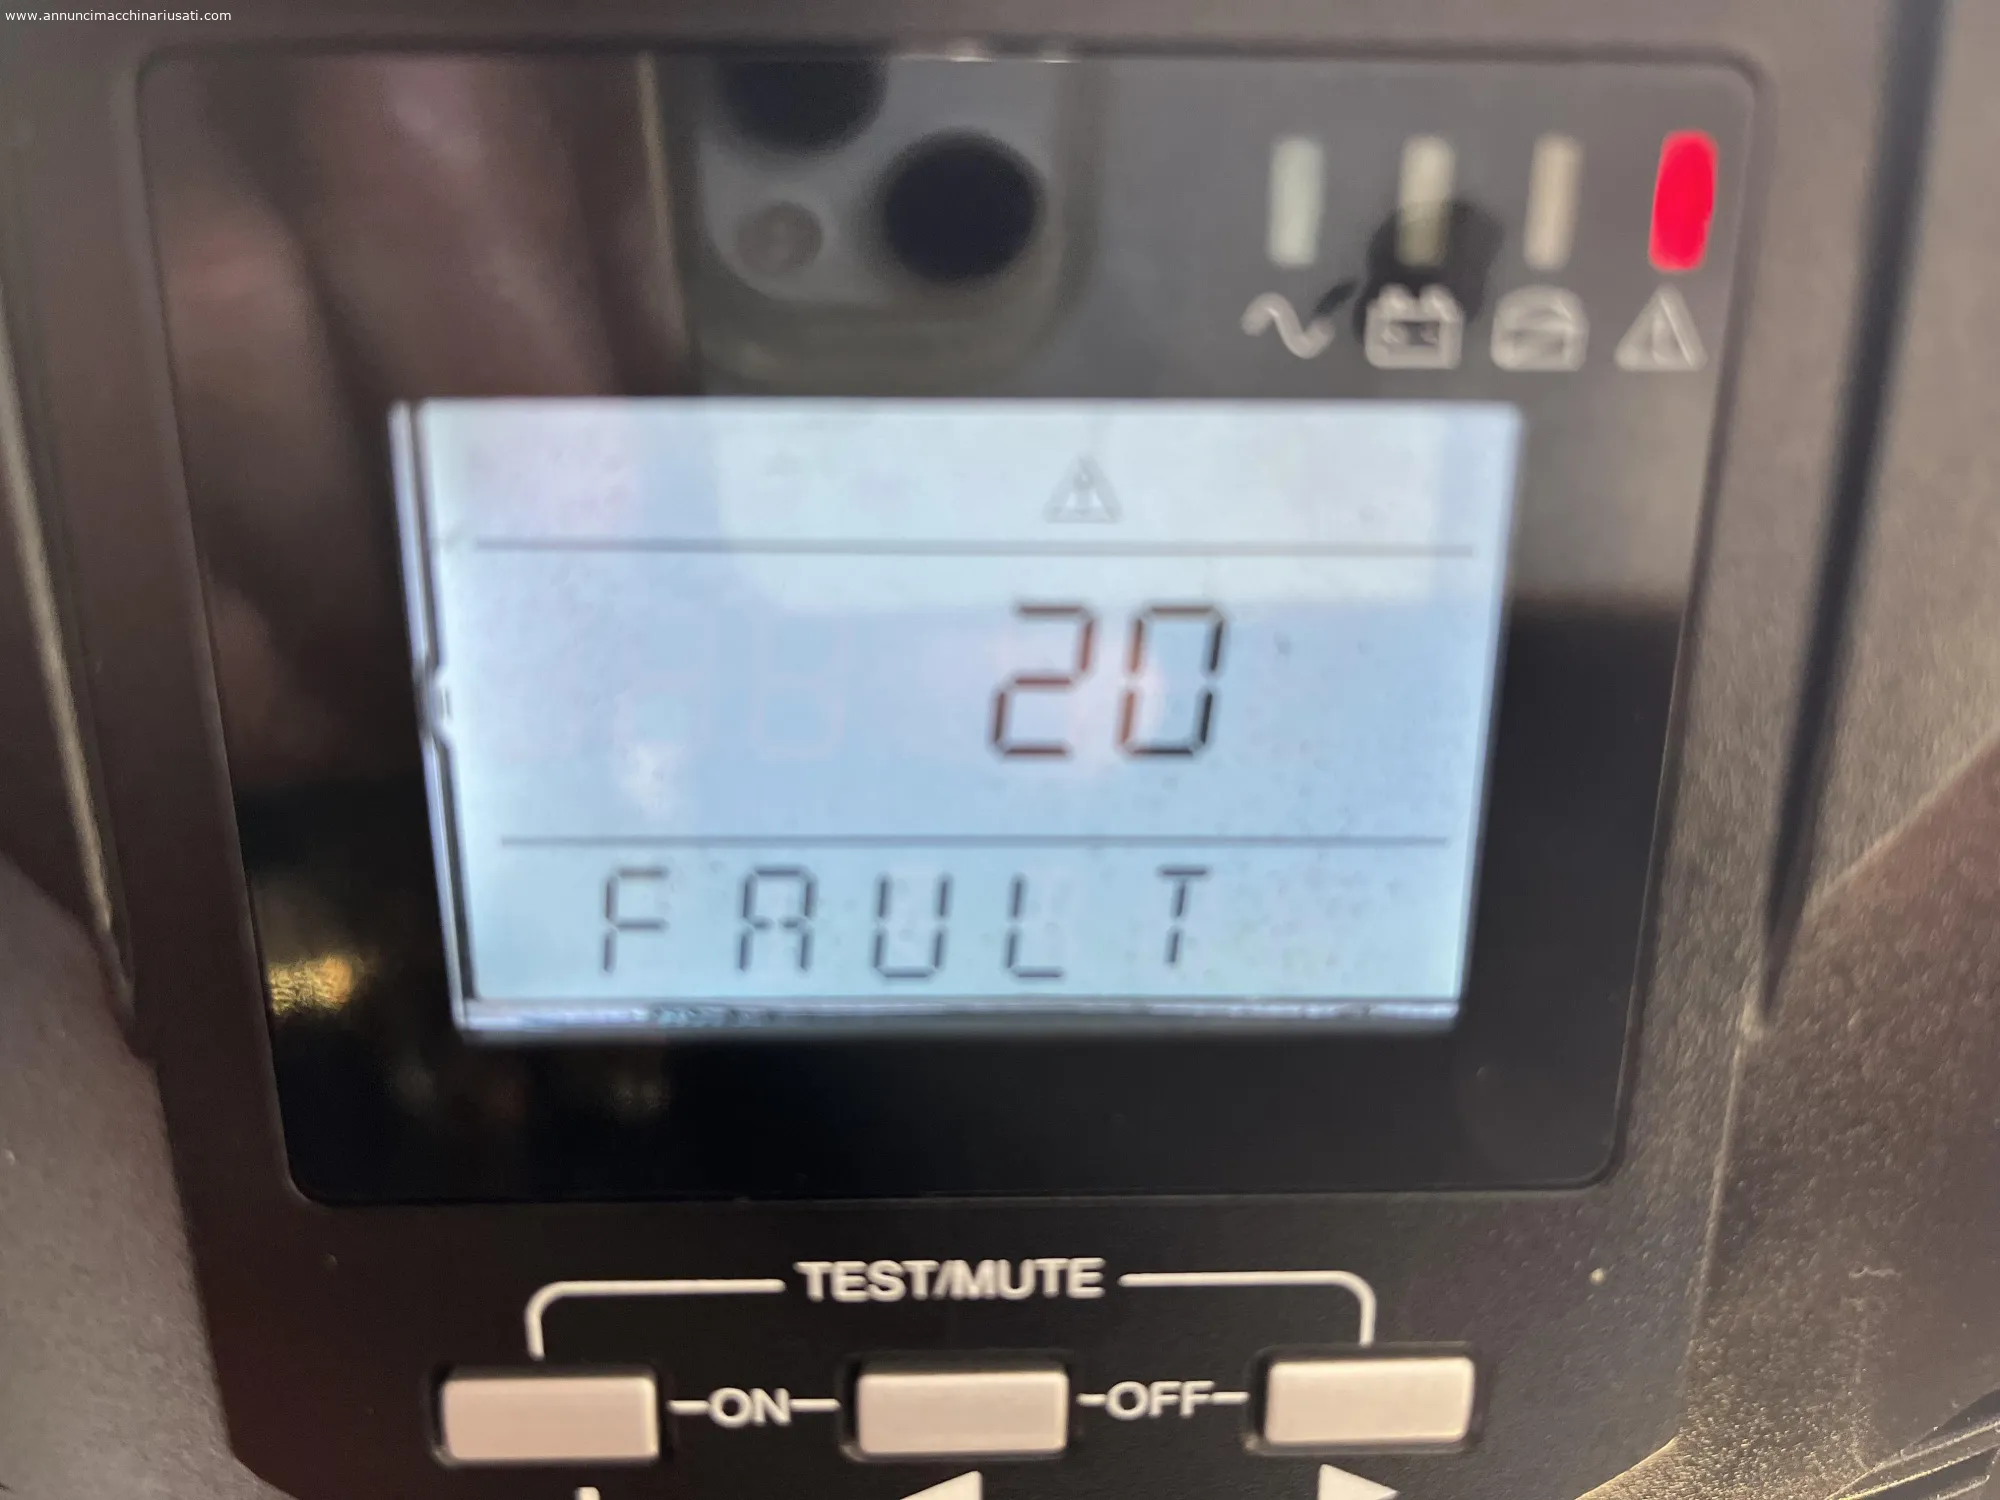 www.annuncimacchinariusati.com
20
FAULT
TEST/MUTE
ON OFF